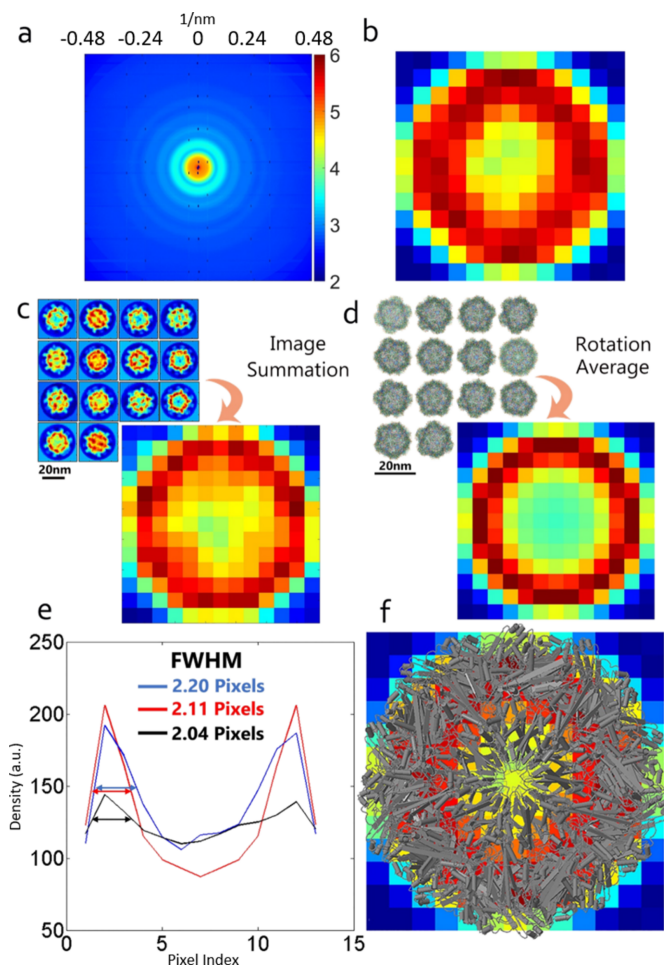 1/nm
a
-0.48 -0.24 0 0.24 0.48
6
5
4
3
2
b
c
Image
Summation
20nm
d
Rotation
Average
20nm
e
250
200
150
100
50
Density (a.u.)
FWHM
2.20 Pixels
2.11 Pixels
2.04 Pixels
0 5 10 15
Pixel Index
f